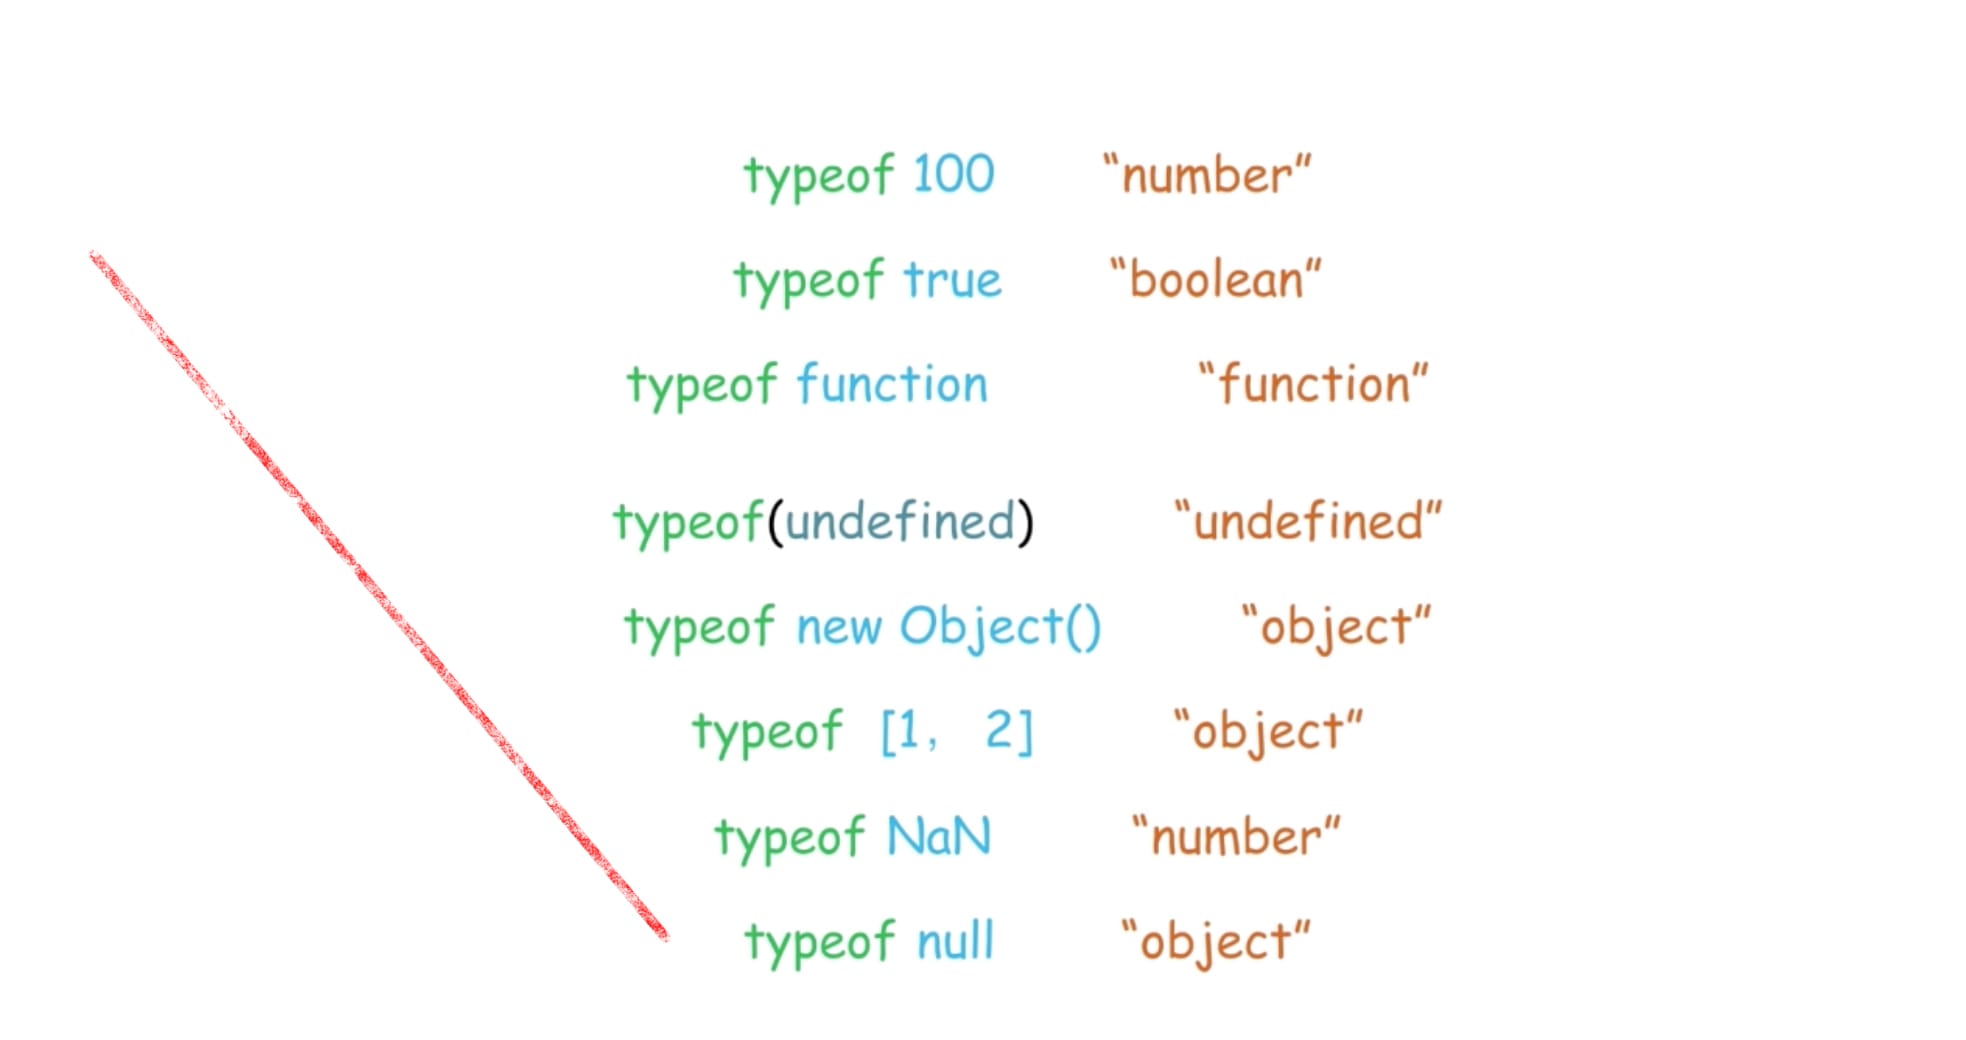 typeof 100 “number”
typeof true “boolean”
typeof function “function”
typeof(undefined) “undefined”
typeof new Object() “object”
typeof [1, 2] “object”
typeof NaN “number”
typeof null “object”